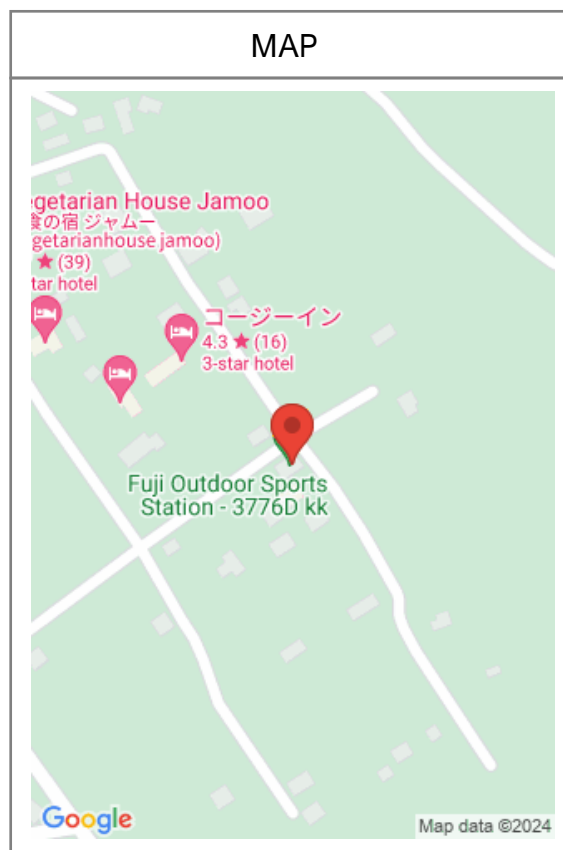 MAP
egetarian House Jamoo
食の宿 ジャムー
getarianhouse jamoo)
★ (39)
tar hotel
コージーイン
4.3 ★ (16)
3-star hotel
Fuji Outdoor Sports
Station - 3776D kk
Google
Map data ©2024